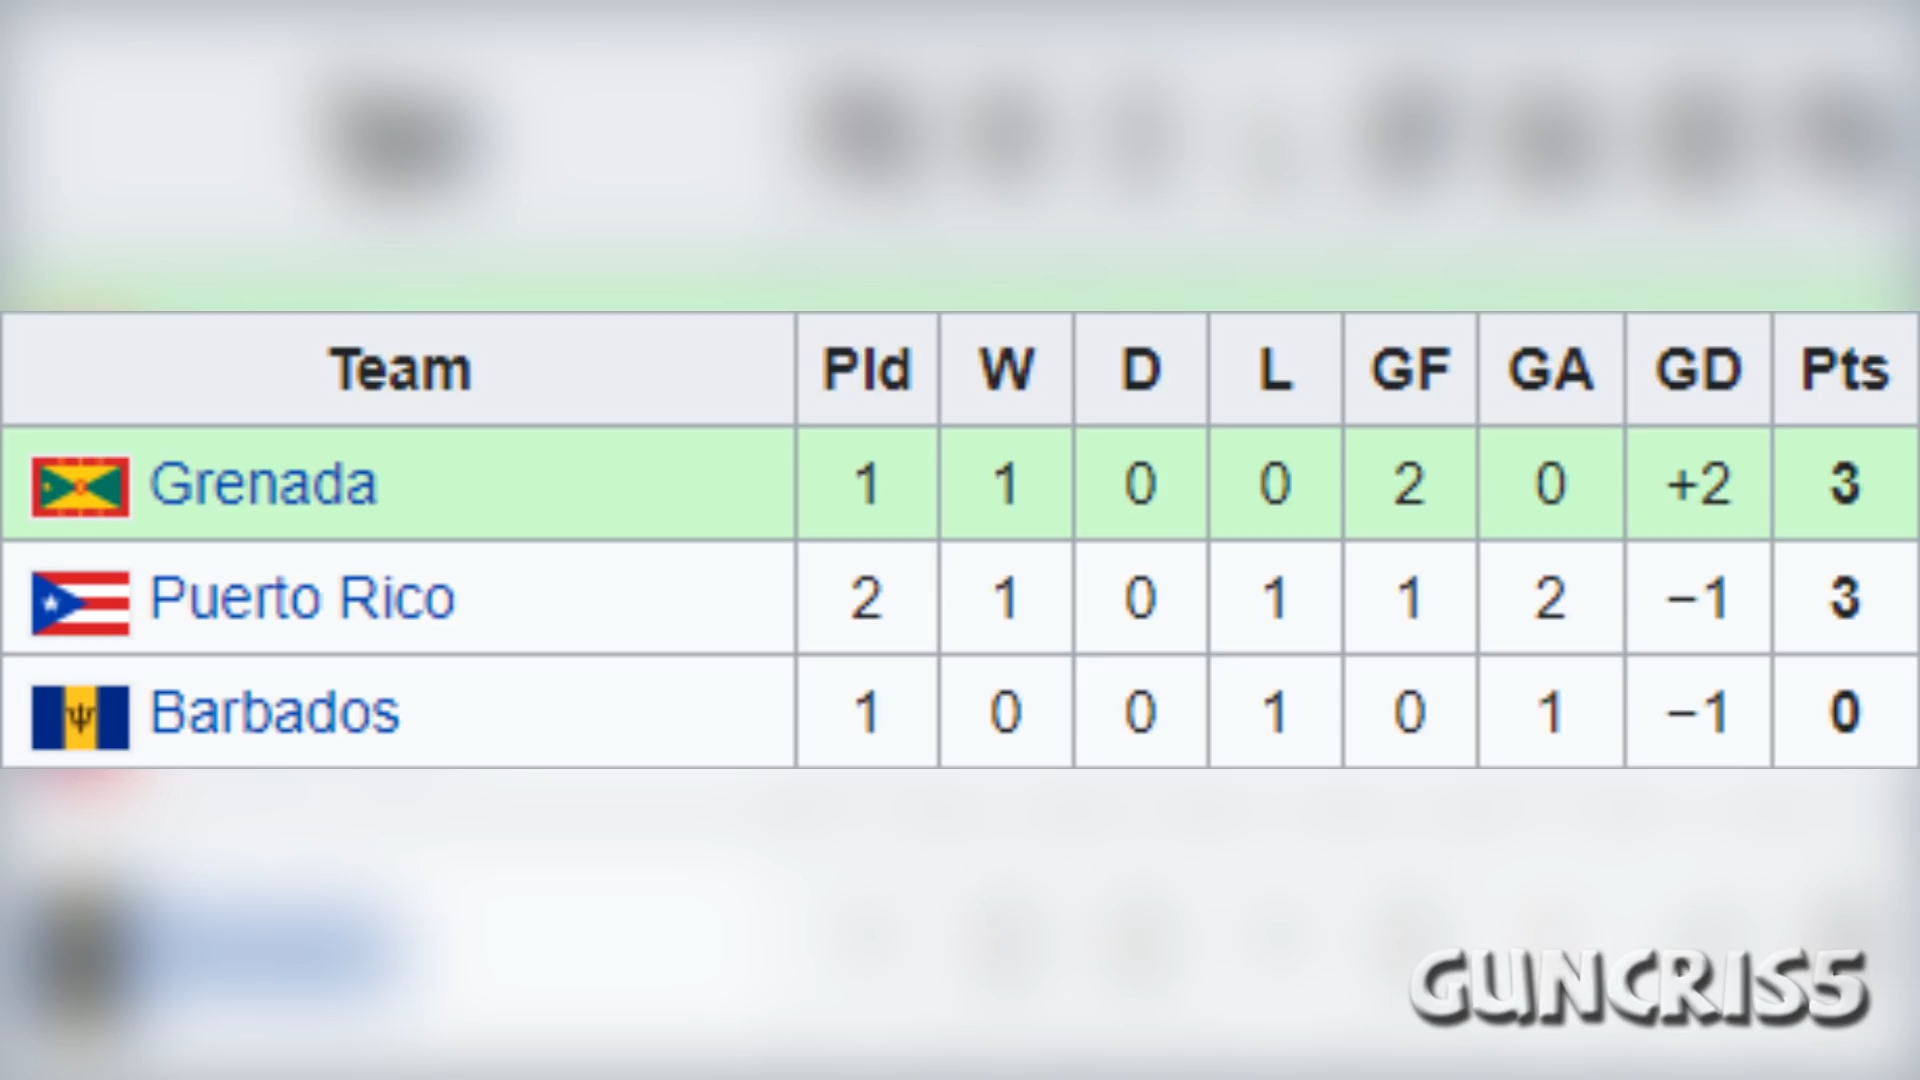 Team Pld W D L GF GA GD Pts
Grenada 1 1 0 0 2 0 +2 3
Puerto Rico 2 1 0 1 1 2 −1 3
Barbados 1 0 0 1 0 1 −1 0
GUNCRIS5